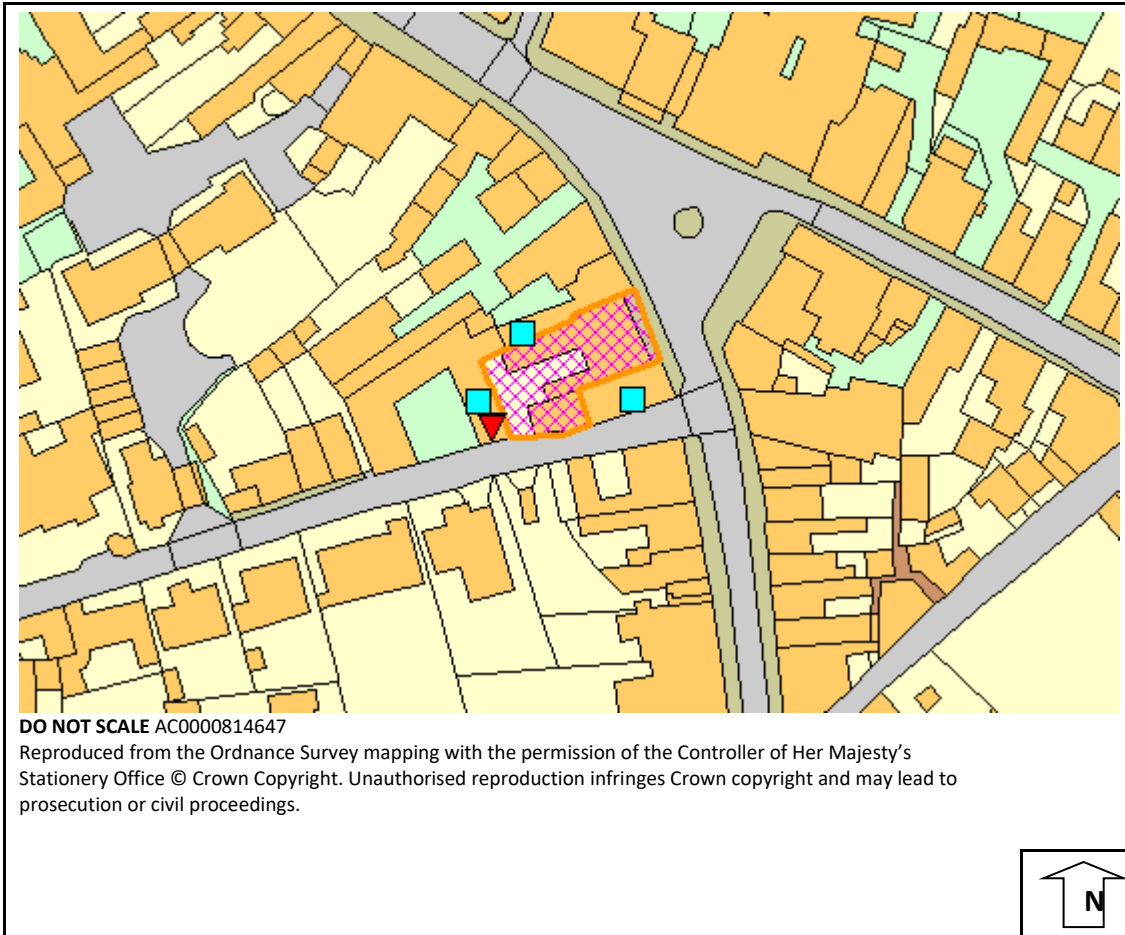 DO NOT SCALE AC0000814647
Reproduced from the Ordnance Survey mapping with the permission of the Controller of Her Majesty’s
Stationery Office © Crown Copyright. Unauthorised reproduction infringes Crown copyright and may lead to
prosecution or civil proceedings.
N